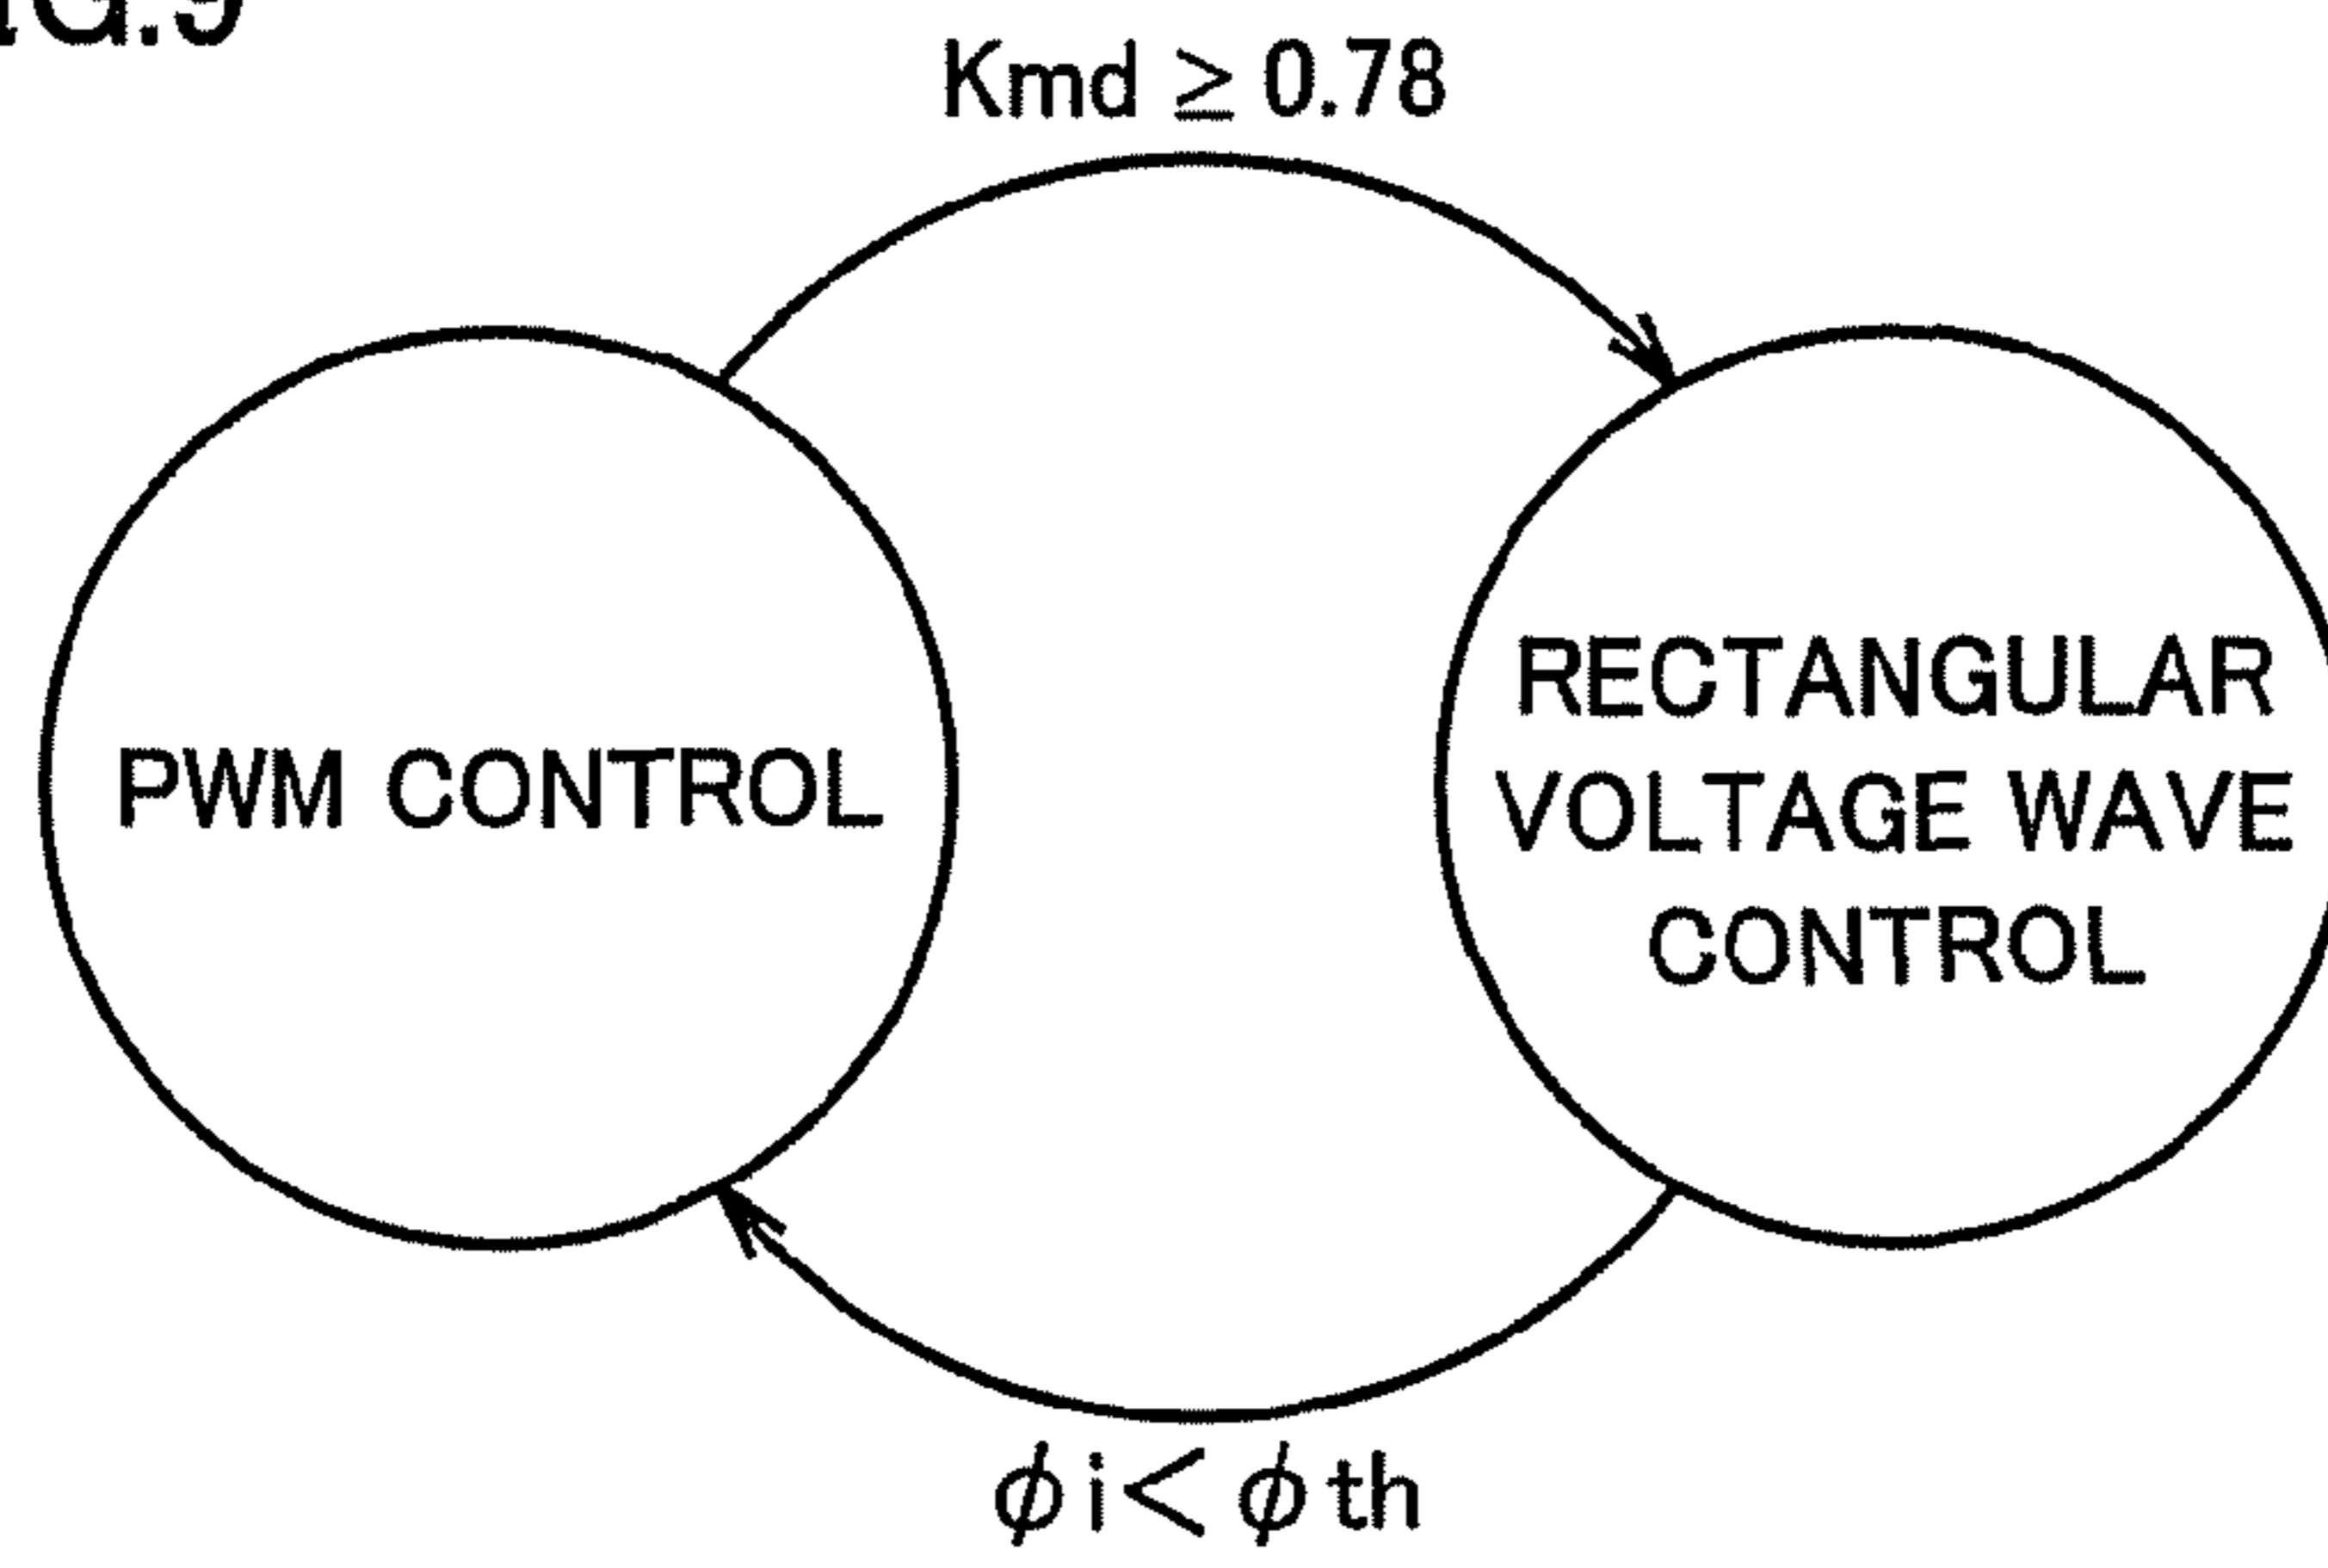 Kmd ≥ 0.78
PWM CONTROL
RECTANGULAR
VOLTAGE WAVE
CONTROL
ϕi < ϕth